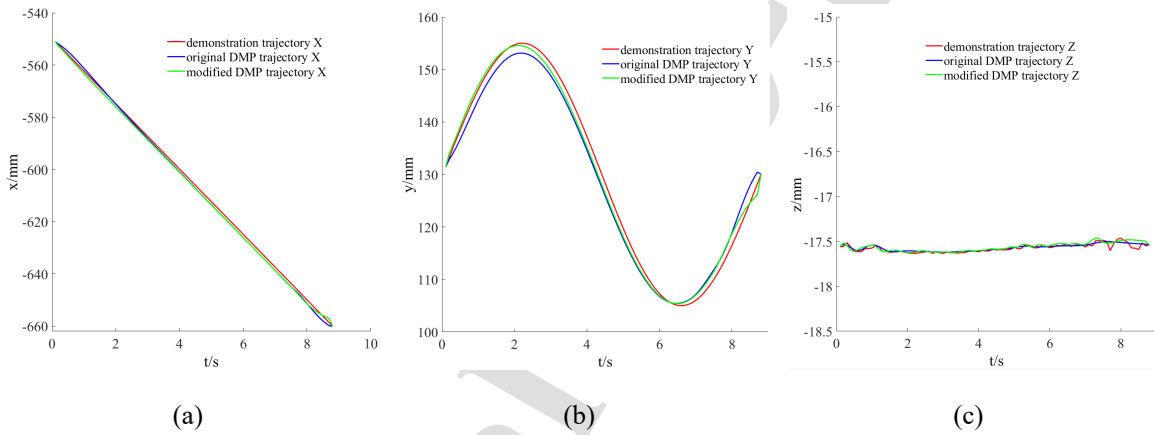 -540
-560
-580
-600
-620
-640
-660
x/mm
0
2
4
6
8
10
t/s
demonstration trajectory X
original DMP trajectory X
modified DMP trajectory X
(a)
160
150
140
130
120
110
100
y/mm
0
2
4
6
8
t/s
demonstration trajectory Y
original DMP trajectory Y
modified DMP trajectory Y
(b)
-15
-15.5
-16
-16.5
-17
-17.5
-18
-18.5
z/mm
0
2
4
6
8
t/s
demonstration trajectory Z
original DMP trajectory Z
modified DMP trajectory Z
(c)